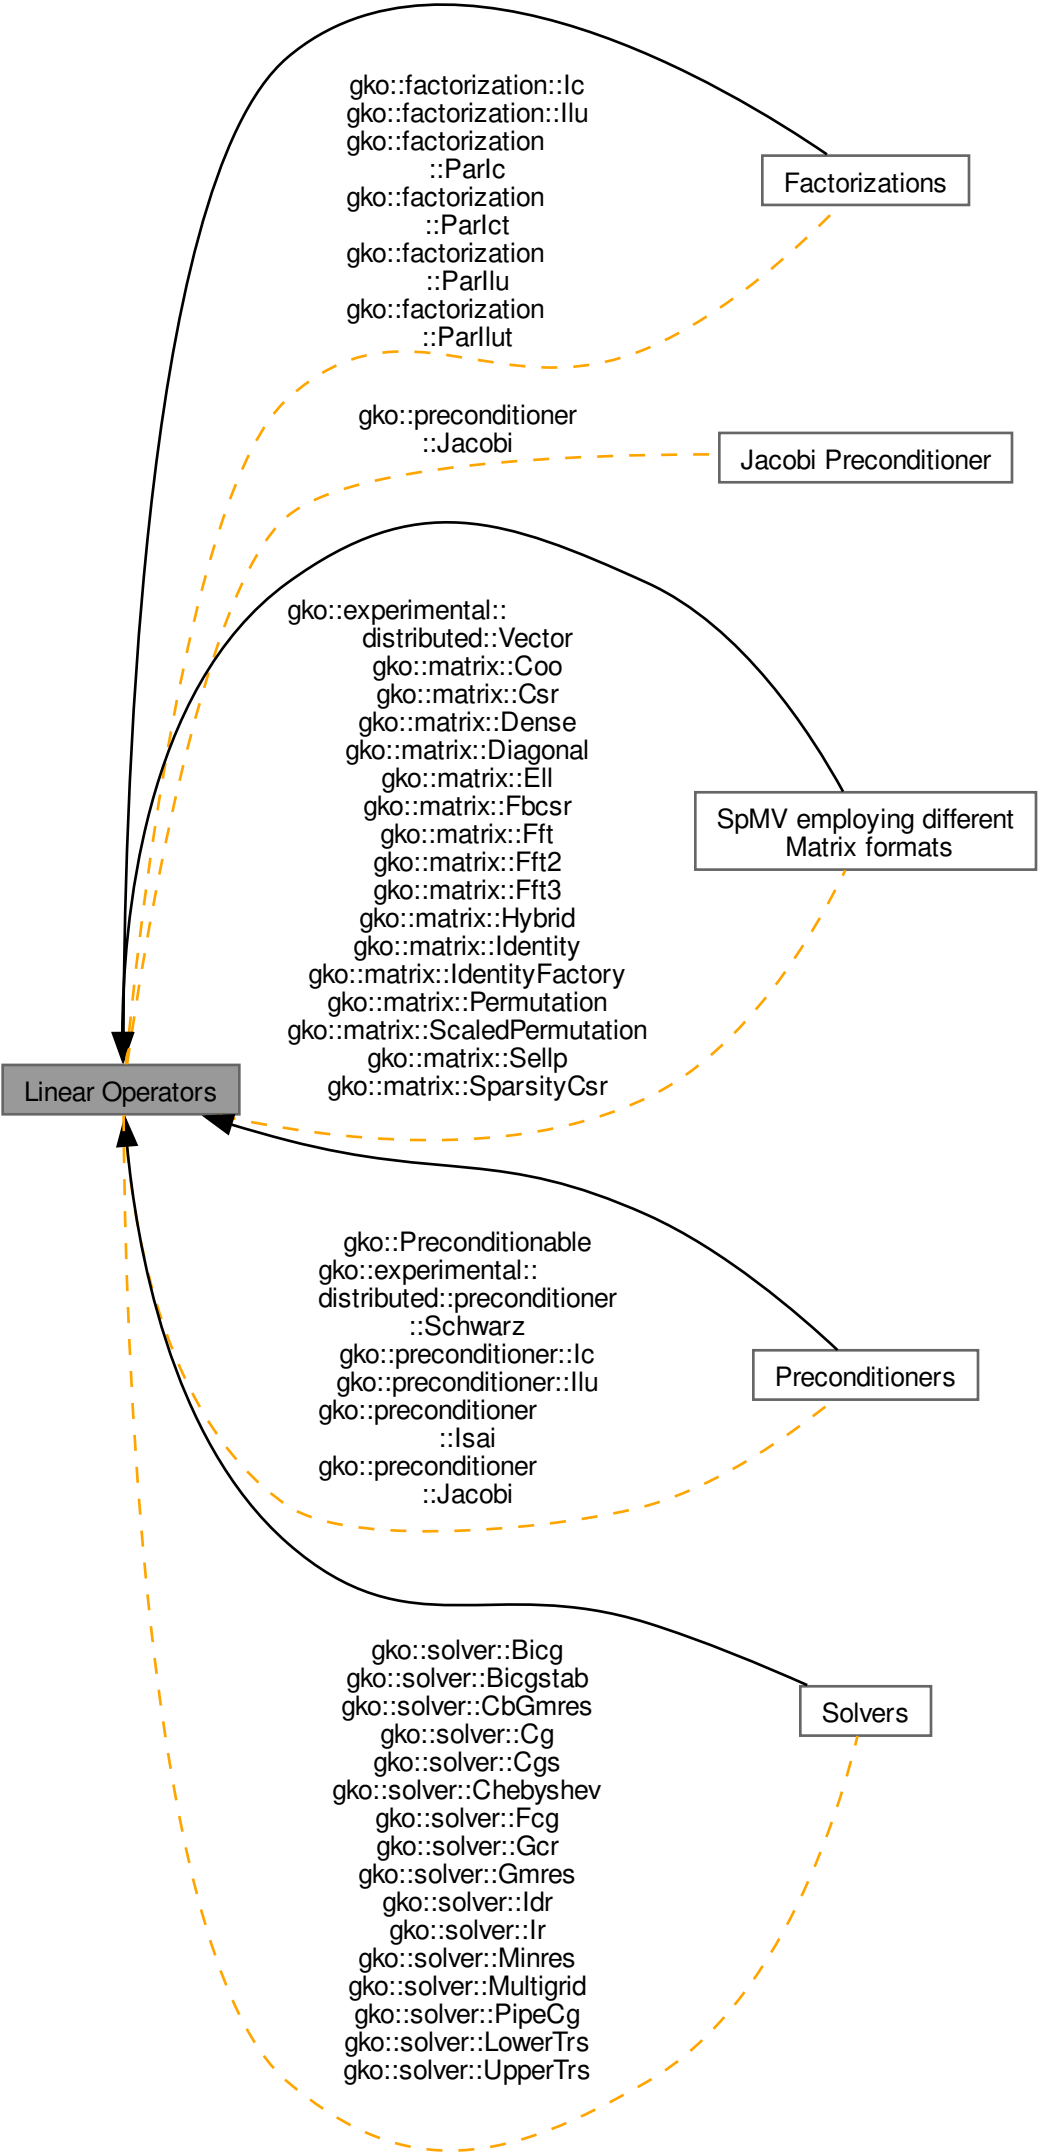 gko::factorization::Ic
gko::factorization::Ilu
gko::factorization
::ParIc
gko::factorization
::ParIct
gko::factorization
::ParIlu
gko::factorization
::ParIlut
Factorizations
gko::preconditioner
::Jacobi
Jacobi Preconditioner
gko::experimental::
distributed::Vector
gko::matrix::Coo
gko::matrix::Csr
gko::matrix::Dense
gko::matrix::Diagonal
gko::matrix::Ell
gko::matrix::Fbcsr
gko::matrix::Fft
gko::matrix::Fft2
gko::matrix::Fft3
gko::matrix::Hybrid
gko::matrix::Identity
gko::matrix::IdentityFactory
gko::matrix::Permutation
gko::matrix::ScaledPermutation
gko::matrix::Sellp
gko::matrix::SparsityCsr
SpMV employing different
Matrix formats
Linear Operators
gko::Preconditionable
gko::experimental::
distributed::preconditioner
::Schwarz
gko::preconditioner::Ic
gko::preconditioner::Ilu
gko::preconditioner
::Isai
gko::preconditioner
::Jacobi
Preconditioners
gko::solver::Bicg
gko::solver::Bicgstab
gko::solver::CbGmres
gko::solver::Cg
gko::solver::Cgs
gko::solver::Chebyshev
gko::solver::Fcg
gko::solver::Gcr
gko::solver::Gmres
gko::solver::Idr
gko::solver::Ir
gko::solver::Minres
gko::solver::Multigrid
gko::solver::PipeCg
gko::solver::LowerTrs
gko::solver::UpperTrs
Solvers